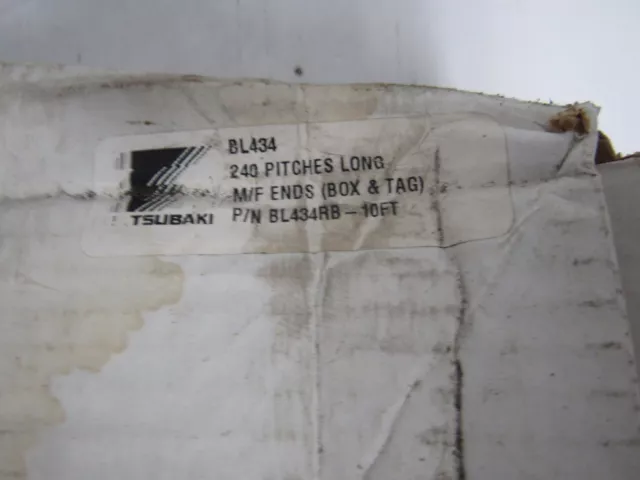 BL434
240 PITCHES LONG
M/F ENDS (BOX & TAG)
P/N BL434RB-10FT
TSUBAKI